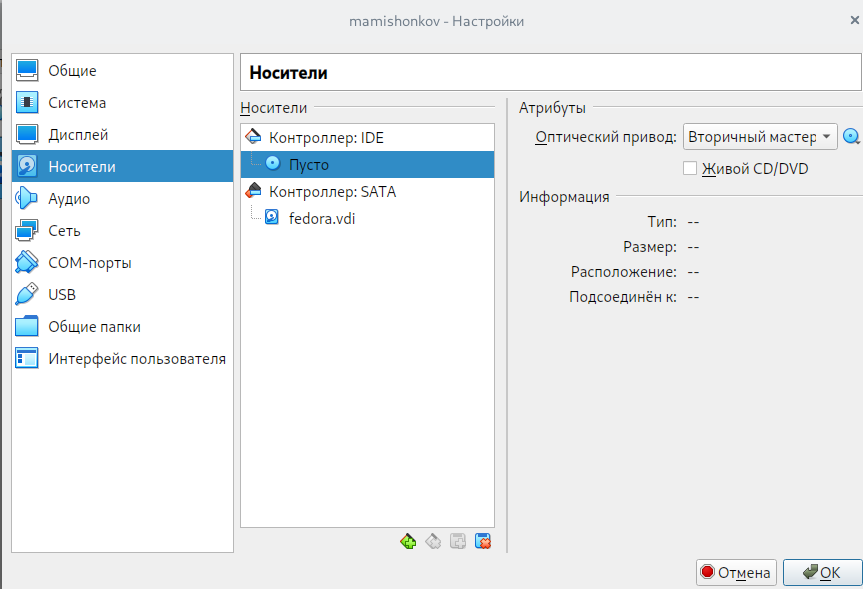 mamishonkov - Настройки
Общие
Система
Дисплей
Носители
Аудио
Сеть
COM-порты
USB
Общие папки
Интерфейс пользователя
Носители
Носители
Контроллер: IDE
Пусто
Контроллер: SATA
fedora.vdi
Атрибуты
Оптический привод: Вторичный мастер
Живой CD/DVD
Информация
Тип: --
Размер: --
Расположение: --
Подсоединён к: --
Отмена
OK